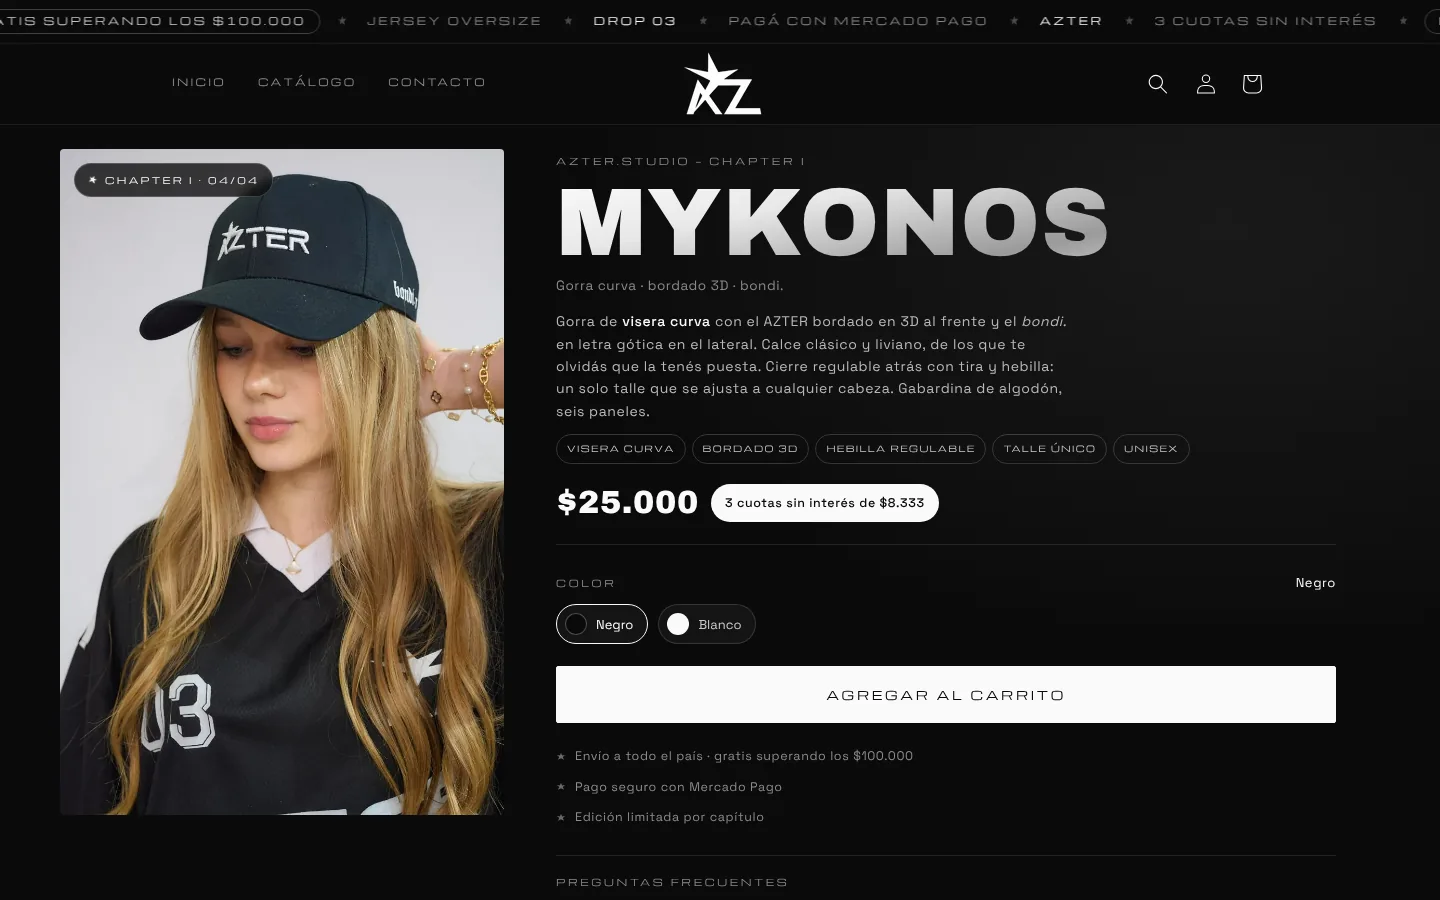 ATIS SUPERANDO LOS $100.000 ★ JERSEY OVERSIZE ★ DROP 03 ★ PAGÁ CON MERCADO PAGO ★ AZTER ★ 3 CUOTAS SIN INTERÉS ★
INICIO CATÁLOGO CONTACTO
AZ
★ CHAPTER I · 04/04
AZTER
bondi.
03
AZTER.STUDIO – CHAPTER I
MYKONOS
Gorra curva · bordado 3D · bondi.
Gorra de visera curva con el AZTER bordado en 3D al frente y el bondi.
en letra gótica en el lateral. Calce clásico y liviano, de los que te
olvidás que la tenés puesta. Cierre regulable atrás con tira y hebilla:
un solo talle que se ajusta a cualquier cabeza. Gabardina de algodón,
seis paneles.
VISERA CURVA BORDADO 3D HEBILLA REGULABLE TALLE ÚNICO UNISEX
$25.000 3 cuotas sin interés de $8.333
COLOR Negro
Negro Blanco
AGREGAR AL CARRITO
★ Envío a todo el país · gratis superando los $100.000
★ Pago seguro con Mercado Pago
★ Edición limitada por capítulo
PREGUNTAS FRECUENTES